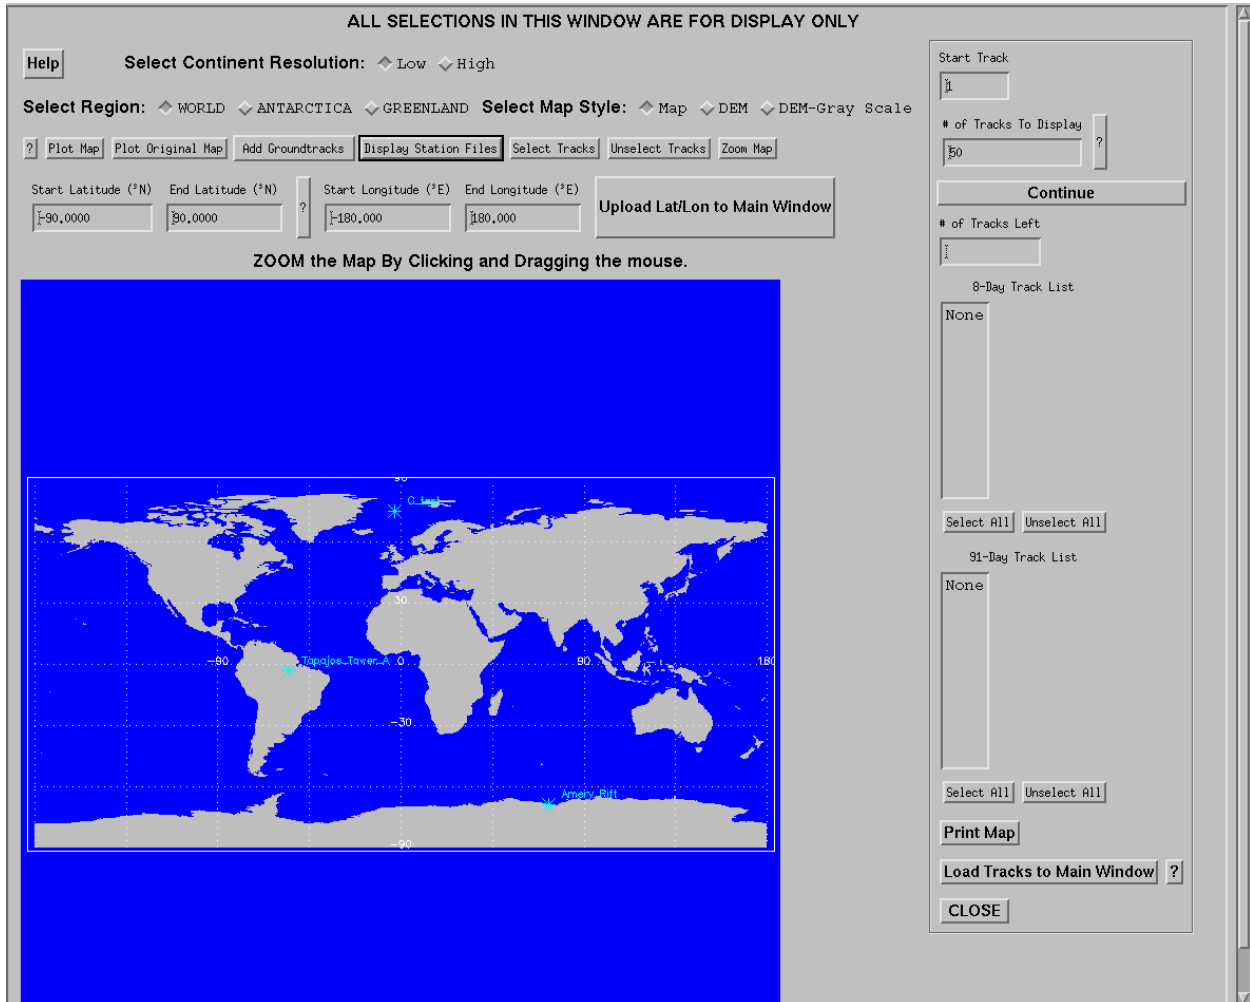 ALL SELECTIONS IN THIS WINDOW ARE FOR DISPLAY ONLY
Help
Select Continent Resolution: Low High
Select Region: WORLD ANTARCTICA GREENLAND Select Map Style: Map DEM DEM-Gray Scale
? Plot Map Plot Original Map Add Groundtracks Display Station Files Select Tracks Unselect Tracks Zoom Map
Start Latitude (°N) End Latitude (°N) ? Start Longitude (°E) End Longitude (°E)
-90.0000 90.0000 -180.000 180.000
Upload Lat/Lon to Main Window
ZOOM the Map By Clicking and Dragging the mouse.
90
C_test
30
-90 Tapajos_Tower_A 0 90 180
-30
Amery_Rift
-90
Start Track
1
# of Tracks To Display
50
?
Continue
# of Tracks Left
8-Day Track List
None
Select All Unselect All
91-Day Track List
None
Select All Unselect All
Print Map
Load Tracks to Main Window ?
CLOSE